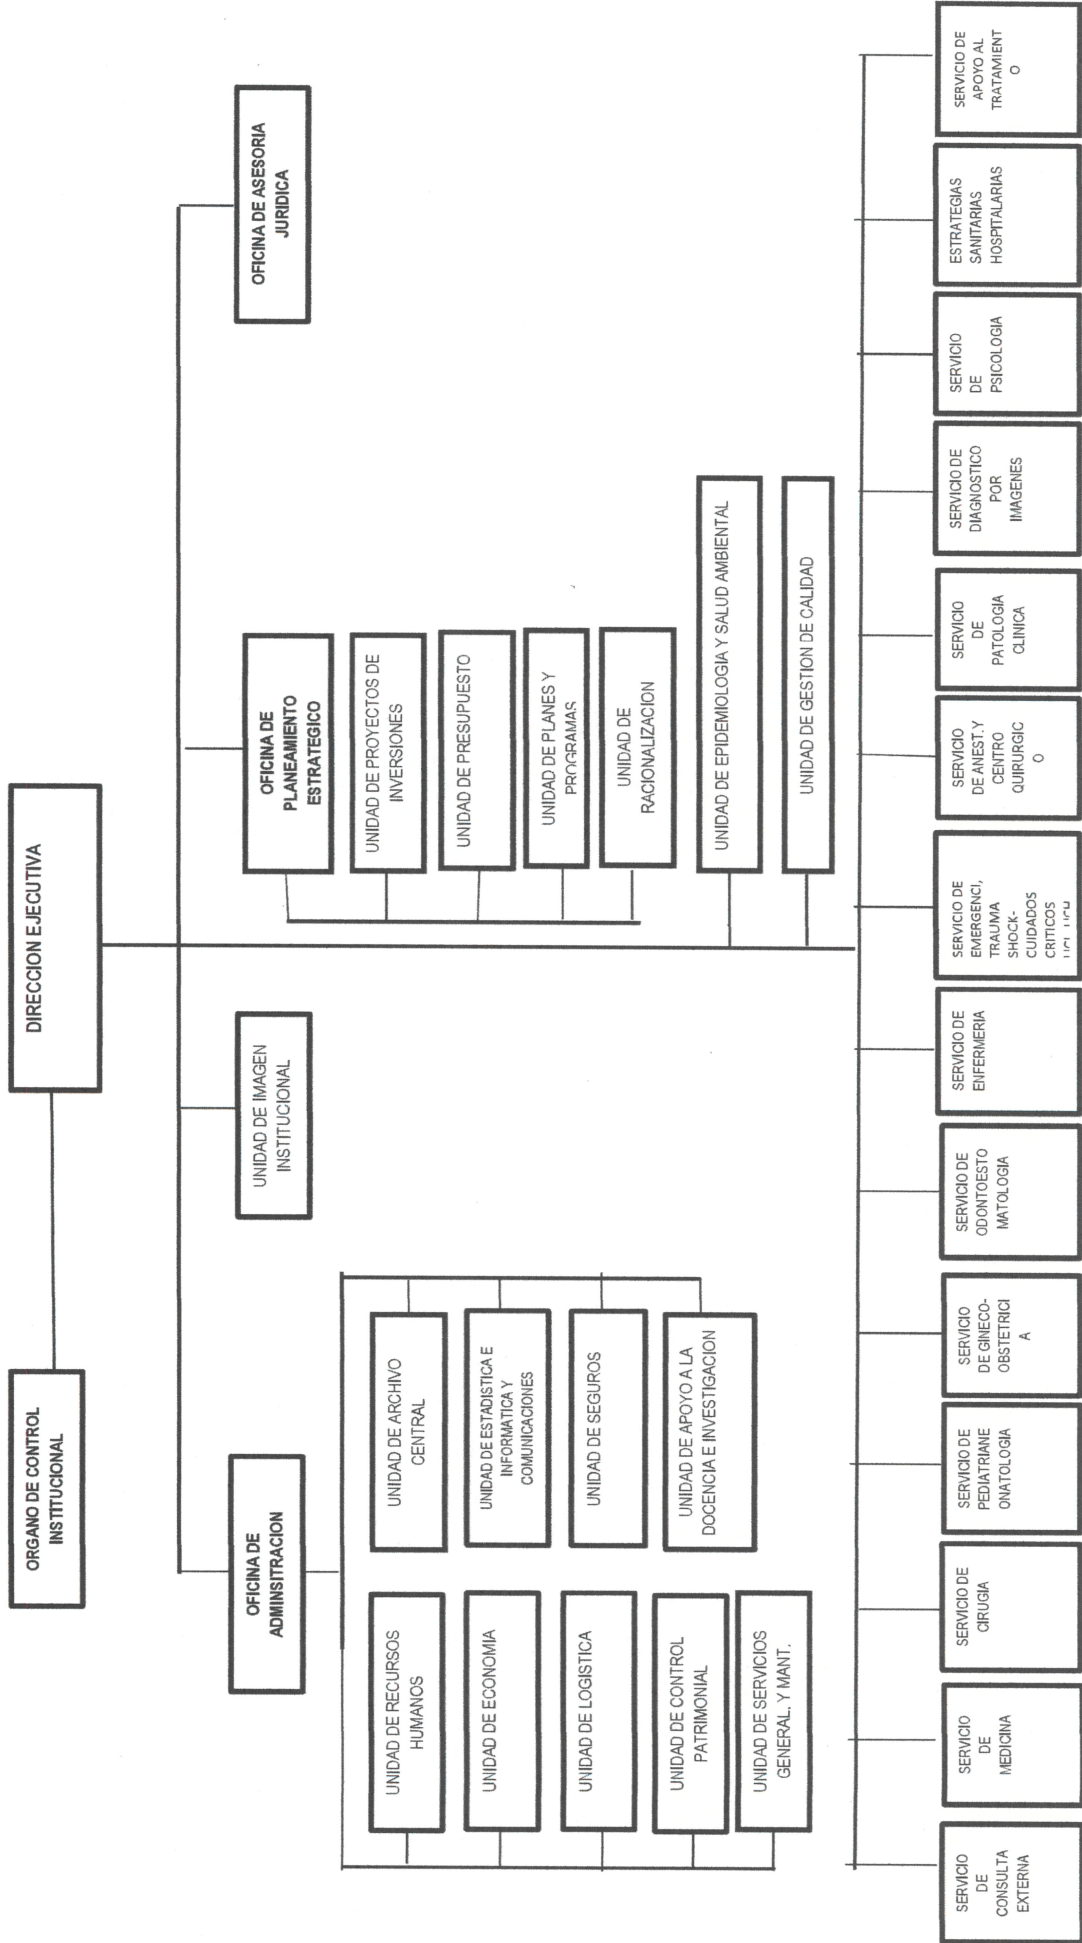 DIRECCION EJECUTIVA
ORGANO DE CONTROL
INSTITUCIONAL
OFICINA DE
ADMINSITRACION
UNIDAD DE IMAGEN
INSTITUCIONAL
OFICINA DE
PLANEAMIENTO
ESTRATEGICO
OFICINA DE ASESORIA
JURIDICA
UNIDAD DE RECURSOS
HUMANOS
UNIDAD DE ECONOMIA
UNIDAD DE LOGISTICA
UNIDAD DE CONTROL
PATRIMONIAL
UNIDAD DE SERVICIOS
GENERAL. Y MANT.
UNIDAD DE ARCHIVO
CENTRAL
UNIDAD DE ESTADISTICA E
INFORMATICA Y
COMUNICACIONES
UNIDAD DE SEGUROS
UNIDAD DE APOYO A LA
DOCENCIA E INVESTIGACION
UNIDAD DE PROYECTOS DE
INVERSIONES
UNIDAD DE PRESUPUESTO
UNIDAD DE PLANES Y
PROGRAMAS
UNIDAD DE
RACIONALIZACION
UNIDAD DE EPIDEMIOLOGIA Y SALUD AMBIENTAL
UNIDAD DE GESTION DE CALIDAD
SERVICIO
DE
CONSULTA
EXTERNA
SERVICIO
DE
MEDICINA
SERVICIO DE
CIRUGIA
SERVICIO DE
PEDIATRIANE
ONATOLOGIA
SERVICIO
DE GINECO-
OBSTETRICI
A
SERVICIO DE
ODONTOESTO
MATOLOGIA
SERVICIO DE
ENFERMERIA
SERVICIO DE
EMERGENCI,
TRAUMA
SHOCK-
CUIDADOS
CRITICOS
SERVICIO
DE ANEST.Y
CENTRO
QUIRURGIC
O
SERVICIO
DE
PATOLOGIA
CLINICA
SERVICIO DE
DIAGNOSTICO
POR
IMAGENES
SERVICIO
DE
PSICOLOGIA
ESTRATEGIAS
SANITARIAS
HOSPITALARIAS
SERVICIO DE
APOYO AL
TRATAMIENT
O